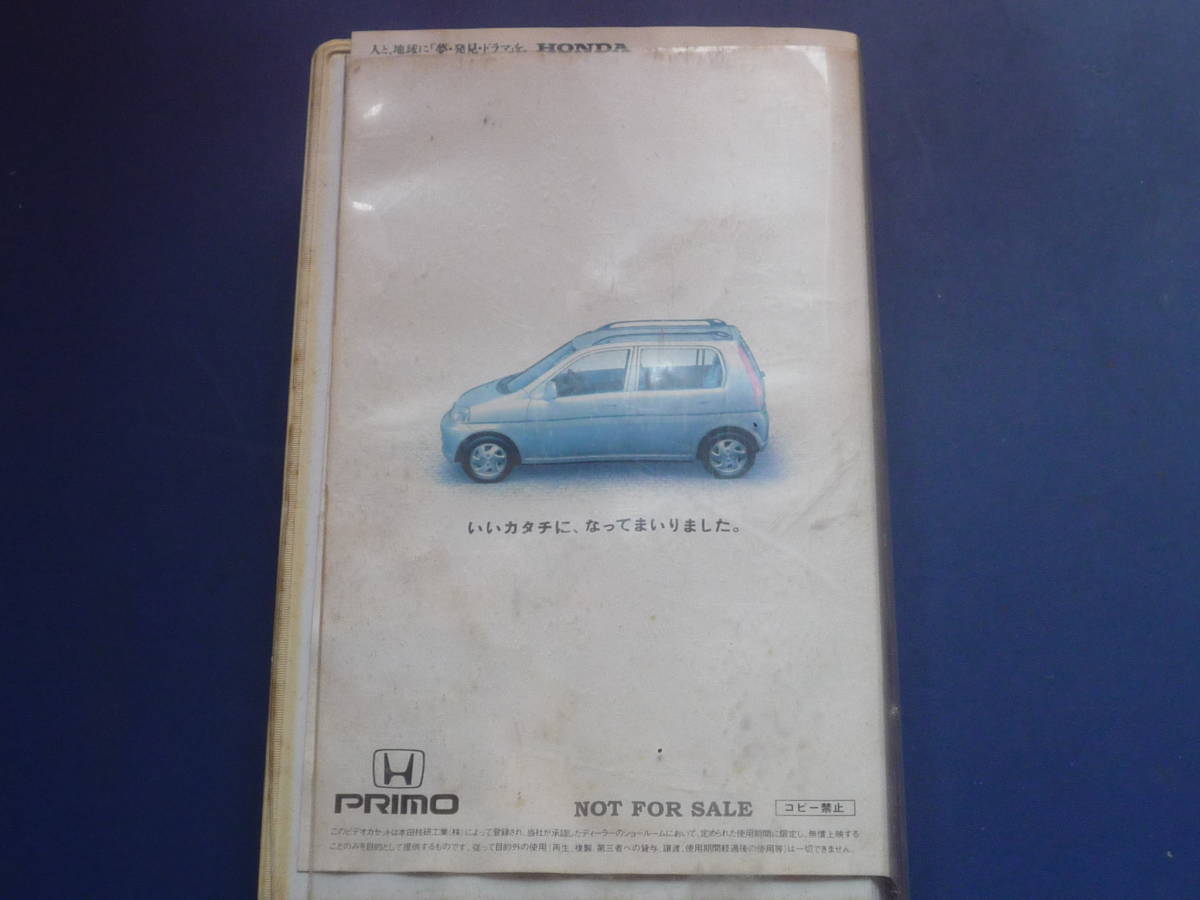 人と、地球に「夢・発見・ドラマ」を。 HONDA
いいカタチに、なってまいりました。
PRIMO
NOT FOR SALE
コピー禁止
このビデオカセットは本田技研工業(株)によって登録され、当社が承認したディーラーのショールームにおいて、定められた使用期間に限定し、無償上映する
ことのみを目的として提供するものです。従って目的外の使用(再生、複製、第三者への貸与、譲渡、使用期間経過後の使用等)は一切できません。